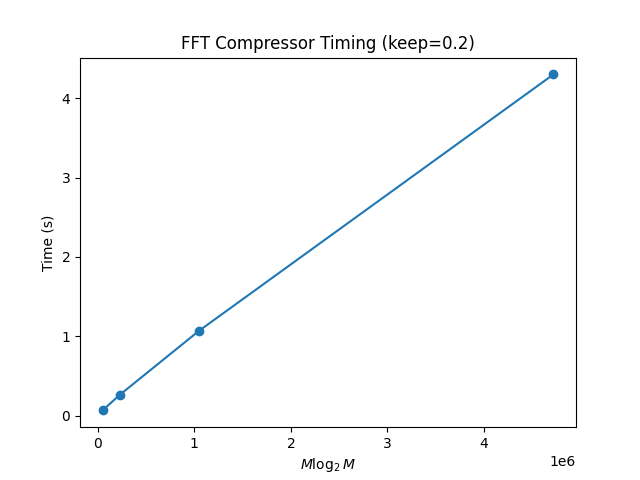 FFT Compressor Timing (keep=0.2)
Time (s)
4
3
2
1
0
0 1 2 3 4
1e6
M log₂ M